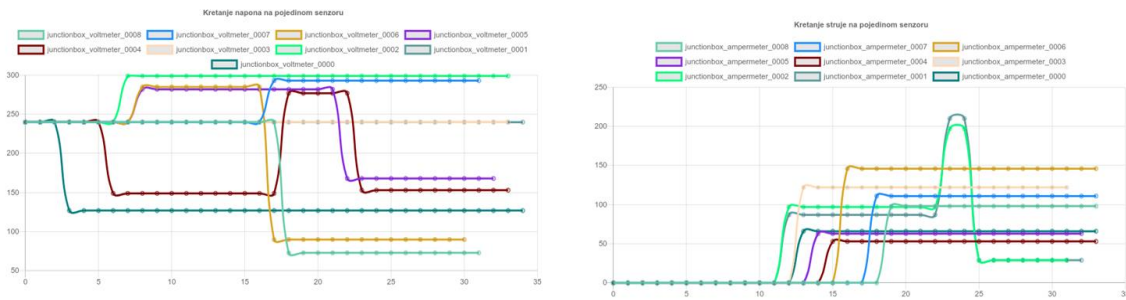 Kretanje napona na pojedinom senzoru
junctionbox_voltmeter_0008 junctionbox_voltmeter_0007 junctionbox_voltmeter_0006 junctionbox_voltmeter_0005
junctionbox_voltmeter_0004 junctionbox_voltmeter_0003 junctionbox_voltmeter_0002 junctionbox_voltmeter_0001
junctionbox_voltmeter_0000
300
250
200
150
100
50
0 5 10 15 20 25 30 35
Kretanje struje na pojedinom senzoru
junctionbox_ampermeter_0008 junctionbox_ampermeter_0007 junctionbox_ampermeter_0006
junctionbox_ampermeter_0005 junctionbox_ampermeter_0004 junctionbox_ampermeter_0003
junctionbox_ampermeter_0002 junctionbox_ampermeter_0001 junctionbox_ampermeter_0000
250
200
150
100
50
0
0 5 10 15 20 25 30